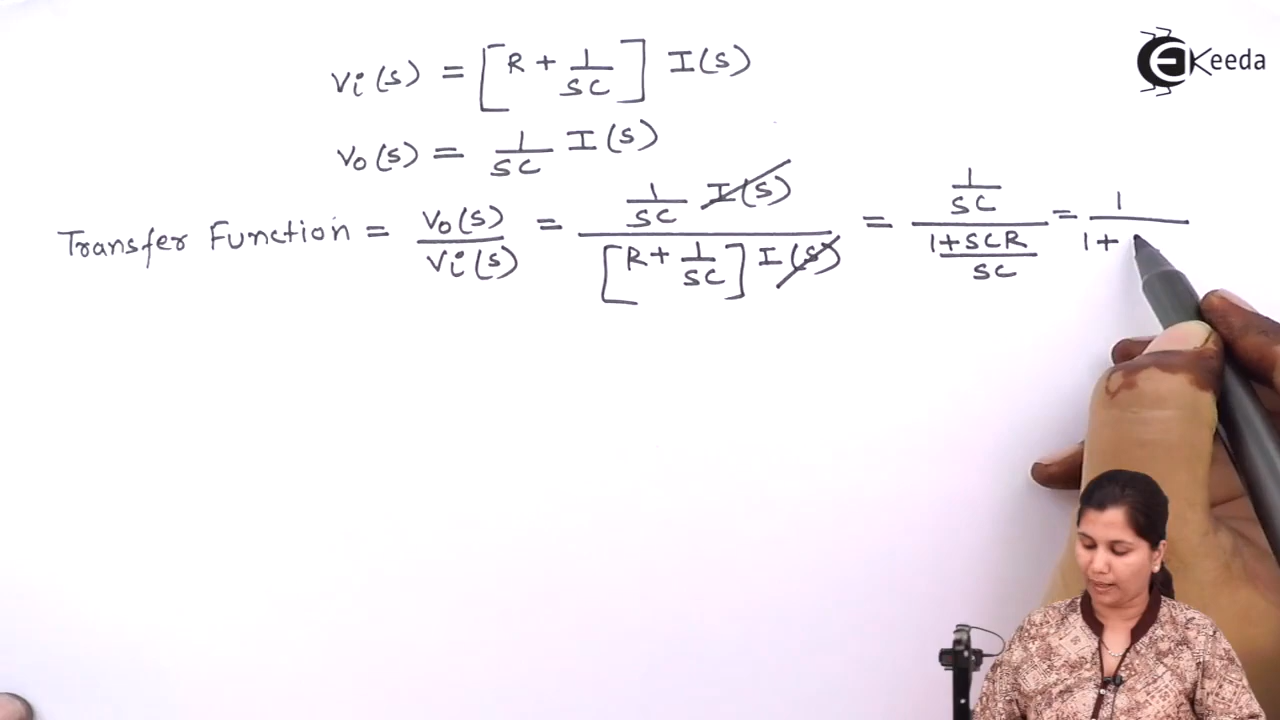 Vi(s) = [R + 1/SC] I(s)
Vo(s) = 1/SC I(s)
Transfer Function = Vo(s)/Vi(s) = 1/SC I(s) / [R + 1/SC] I(s) = 1/SC / 1+SCR/SC = 1/1+
EKeeda